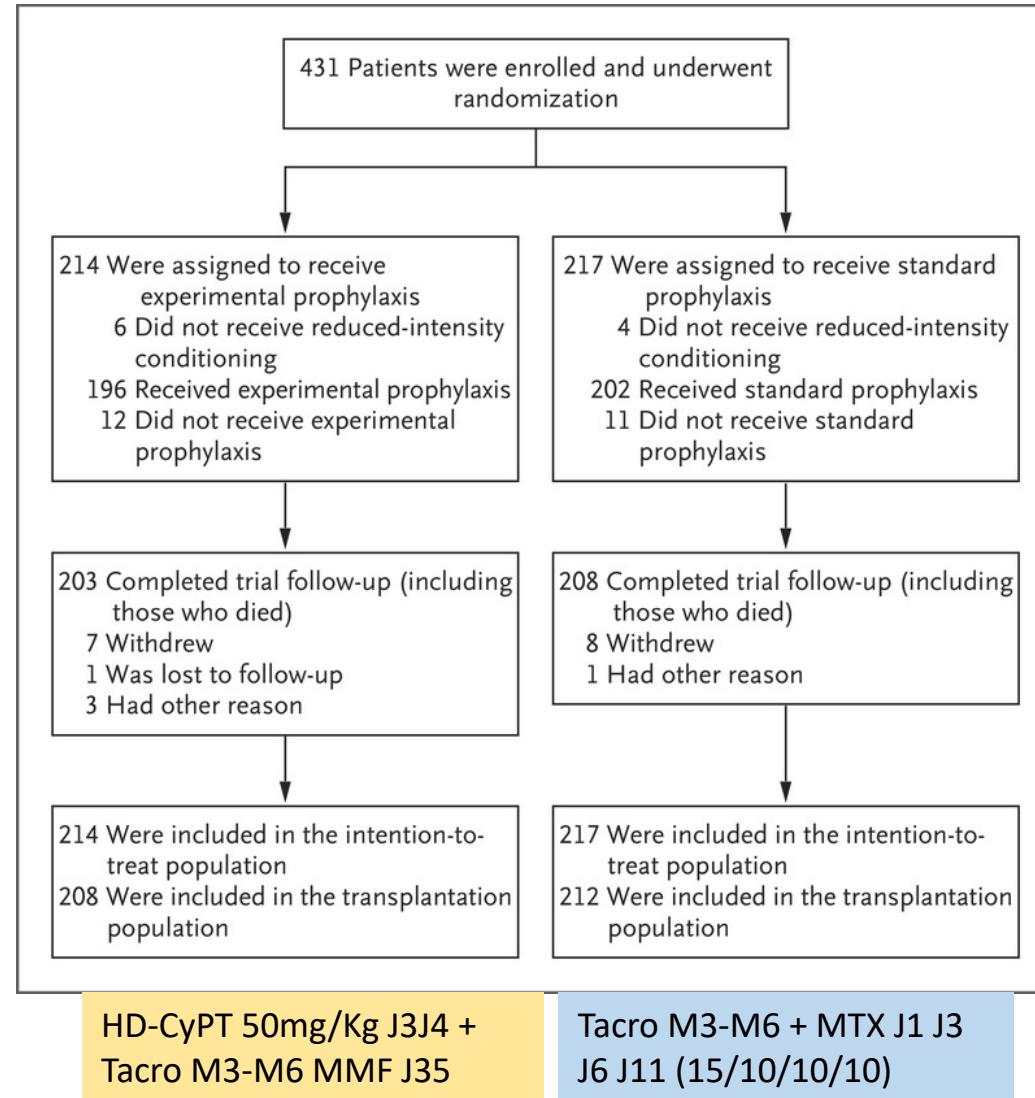 431 Patients were enrolled and underwent
randomization
214 Were assigned to receive
experimental prophylaxis
6 Did not receive reduced-intensity
conditioning
196 Received experimental prophylaxis
12 Did not receive experimental
prophylaxis
217 Were assigned to receive standard
prophylaxis
4 Did not receive reduced-intensity
conditioning
202 Received standard prophylaxis
11 Did not receive standard
prophylaxis
203 Completed trial follow-up (including
those who died)
7 Withdrew
1 Was lost to follow-up
3 Had other reason
208 Completed trial follow-up (including
those who died)
8 Withdrew
1 Had other reason
214 Were included in the intention-to-
treat population
208 Were included in the transplantation
population
217 Were included in the intention-to-
treat population
212 Were included in the transplantation
population
HD-CyPT 50mg/Kg J3J4 +
Tacro M3-M6 MMF J35
Tacro M3-M6 + MTX J1 J3
J6 J11 (15/10/10/10)